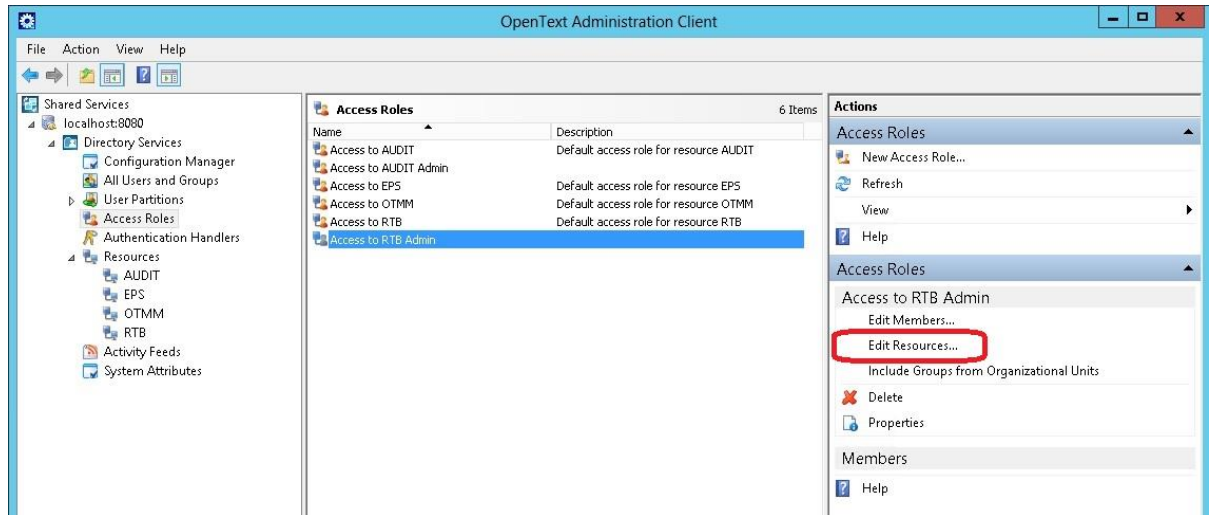 OpenText Administration Client
File Action View Help
Shared Services
localhost:8080
Directory Services
Configuration Manager
All Users and Groups
User Partitions
Access Roles
Authentication Handlers
Resources
AUDIT
EPS
OTMM
RTB
Activity Feeds
System Attributes
Access Roles 6 Items
Name Description
Access to AUDIT Default access role for resource AUDIT
Access to AUDIT Admin
Access to EPS Default access role for resource EPS
Access to OTMM Default access role for resource OTMM
Access to RTB Default access role for resource RTB
Access to RTB Admin
Actions
Access Roles
New Access Role...
Refresh
View
Help
Access Roles
Access to RTB Admin
Edit Members...
Edit Resources...
Include Groups from Organizational Units
Delete
Properties
Members
Help